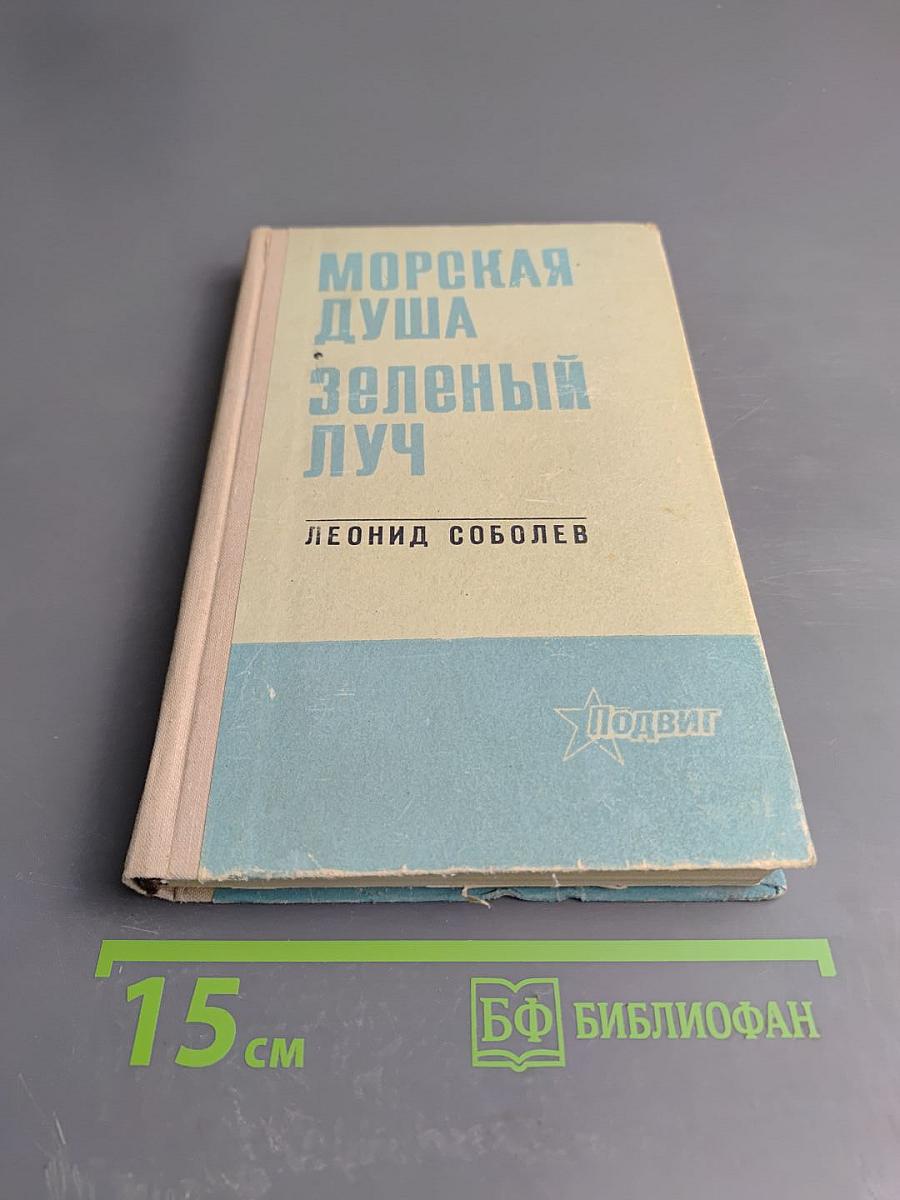 МОРСКАЯ
ДУША
Зеленый
ЛУЧ
ЛЕОНИД СОБОЛЕВ
Подвиг
15 см
БФ БИБЛИОФАН